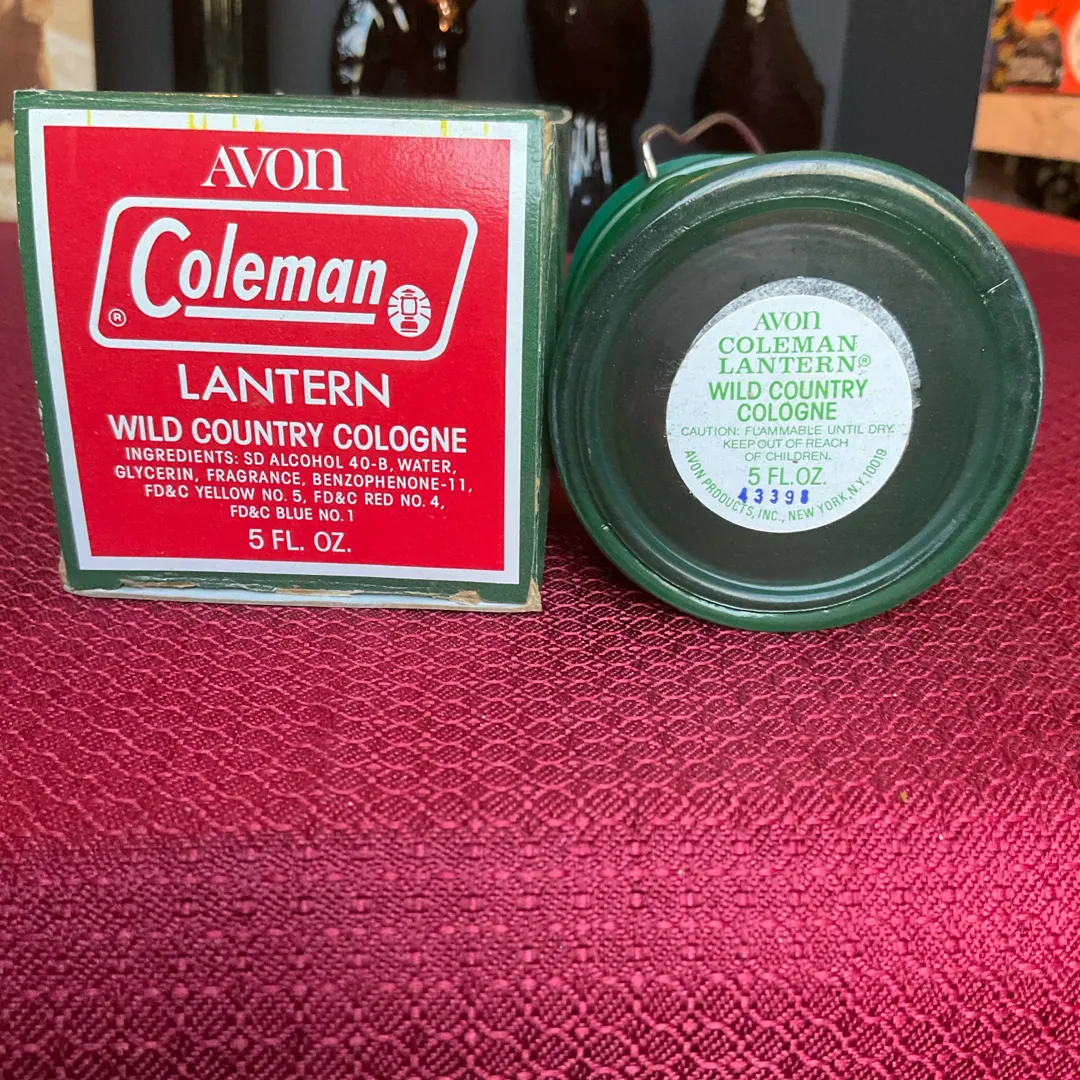 AVON
Coleman
®
LANTERN
WILD COUNTRY COLOGNE
INGREDIENTS: SD ALCOHOL 40-B, WATER,
GLYCERIN, FRAGRANCE, BENZOPHENONE-11,
FD&C YELLOW NO. 5, FD&C RED NO. 4,
FD&C BLUE NO. 1
5 FL. OZ.
AVON
COLEMAN
LANTERN®
WILD COUNTRY
COLOGNE
CAUTION: FLAMMABLE UNTIL DRY.
KEEP OUT OF REACH
OF CHILDREN.
5 FL. OZ.
43398
AVON PRODUCTS, INC., NEW YORK, N.Y. 10019